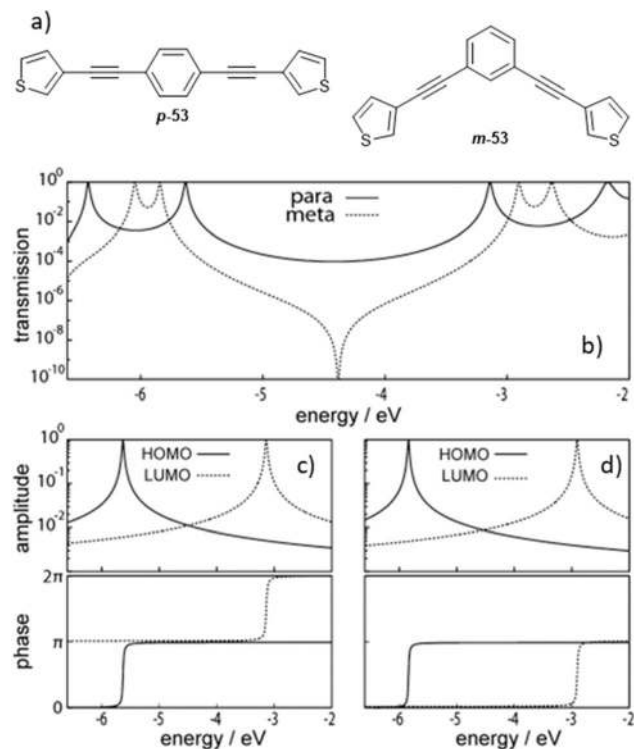 a)
S
S
p-53
S
S
m-53
transmission
10^0
10^-2
10^-4
10^-6
10^-8
10^-10
para
meta
b)
-6
-5
-4
-3
-2
energy / eV
amplitude
10^0
10^-1
10^-2
HOMO
LUMO
c)
HOMO
LUMO
d)
phase
2π
π
0
-6
-5
-4
-3
-2
energy / eV
-6
-5
-4
-3
-2
energy / eV